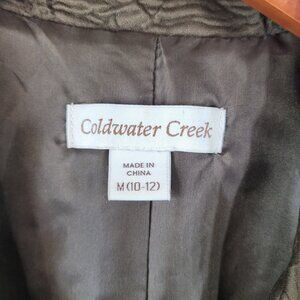 Coldwater Creek
MADE IN
CHINA
M (10-12)